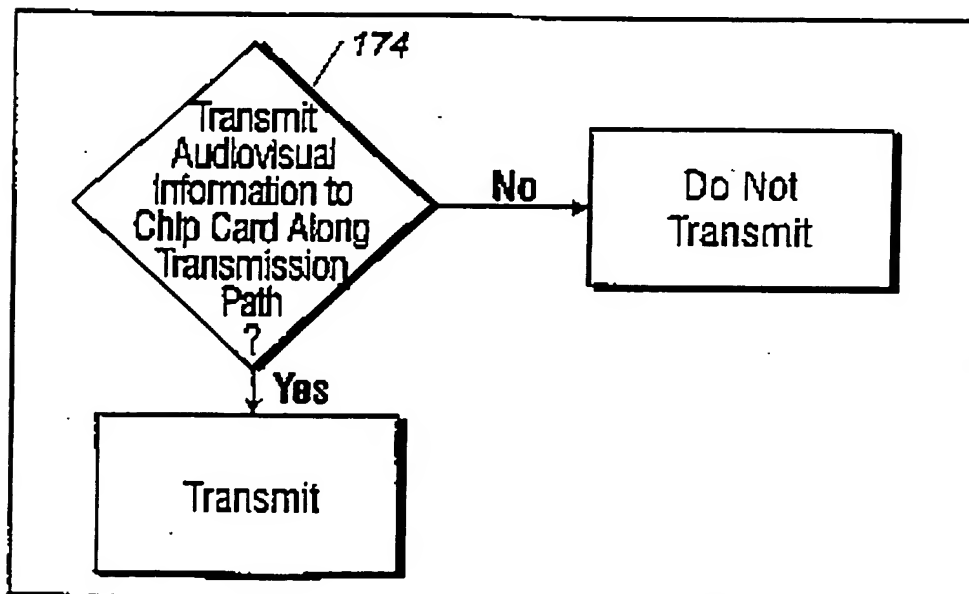 174
Transmit
Audiovisual
Information to
Chip Card Along
Transmission
Path
?
No
Do Not
Transmit
Yes
Transmit